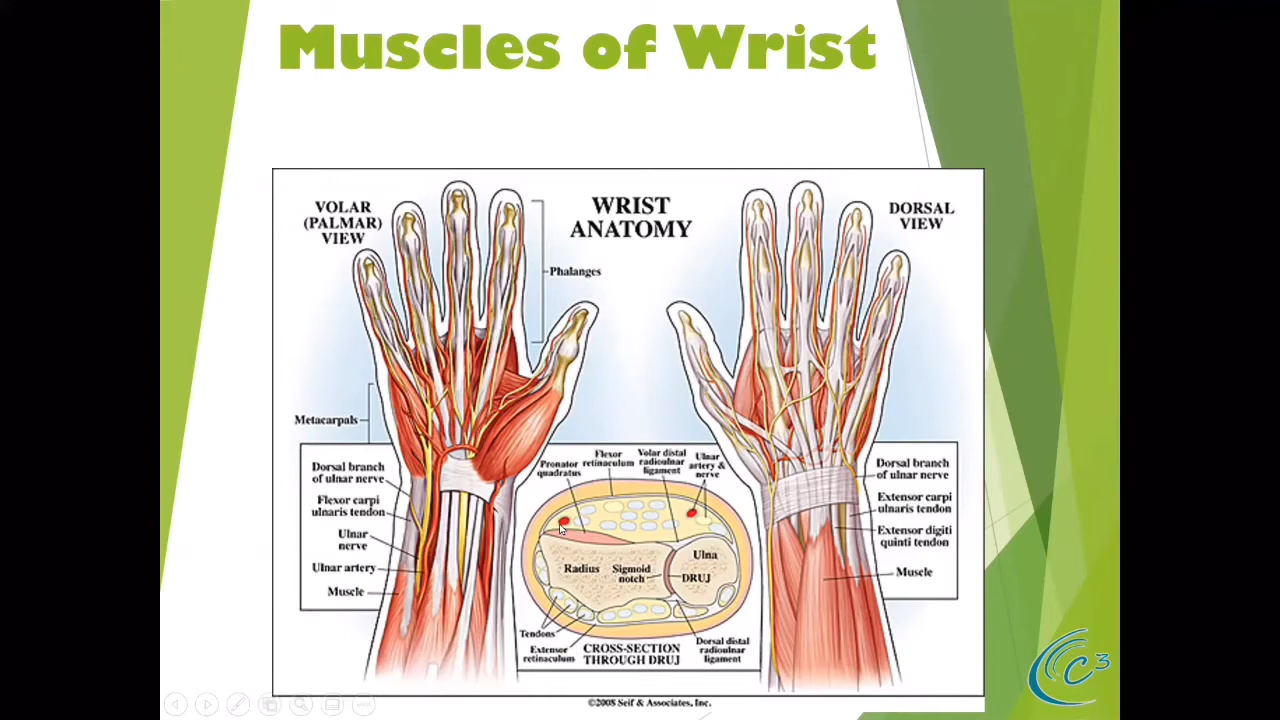 Muscles of Wrist
VOLAR
(PALMAR)
VIEW
WRIST
ANATOMY
DORSAL
VIEW
Phalanges
Metacarpals
Dorsal branch
of ulnar nerve
Flexor carpi
ulnaris tendon
Ulnar
nerve
Ulnar artery
Muscle
Pronator
quadratus
Flexor
retinaculum
Volar distal
radioulnar
ligament
Ulnar
artery &
nerve
Radius
Sigmoid
notch
Ulna
DRUJ
Tendons
Extensor
retinaculum
CROSS-SECTION
THROUGH DRUJ
Dorsal distal
radioulnar
ligament
Dorsal branch
of ulnar nerve
Extensor carpi
ulnaris tendon
Extensor digiti
quinti tendon
Muscle
©2008 Seif & Associates, Inc.
C3